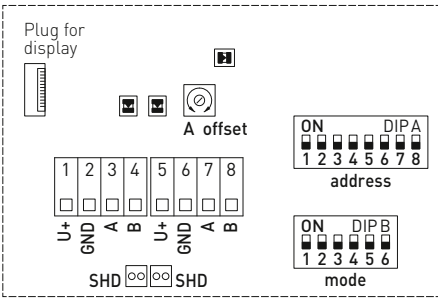 Plug for
display
A offset
ON DIP A
1 2 3 4 5 6 7 8
address
1 2 3 4 5 6 7 8
U+ GND A B U+ GND A B
ON DIP B
1 2 3 4 5 6
mode
SHD SHD